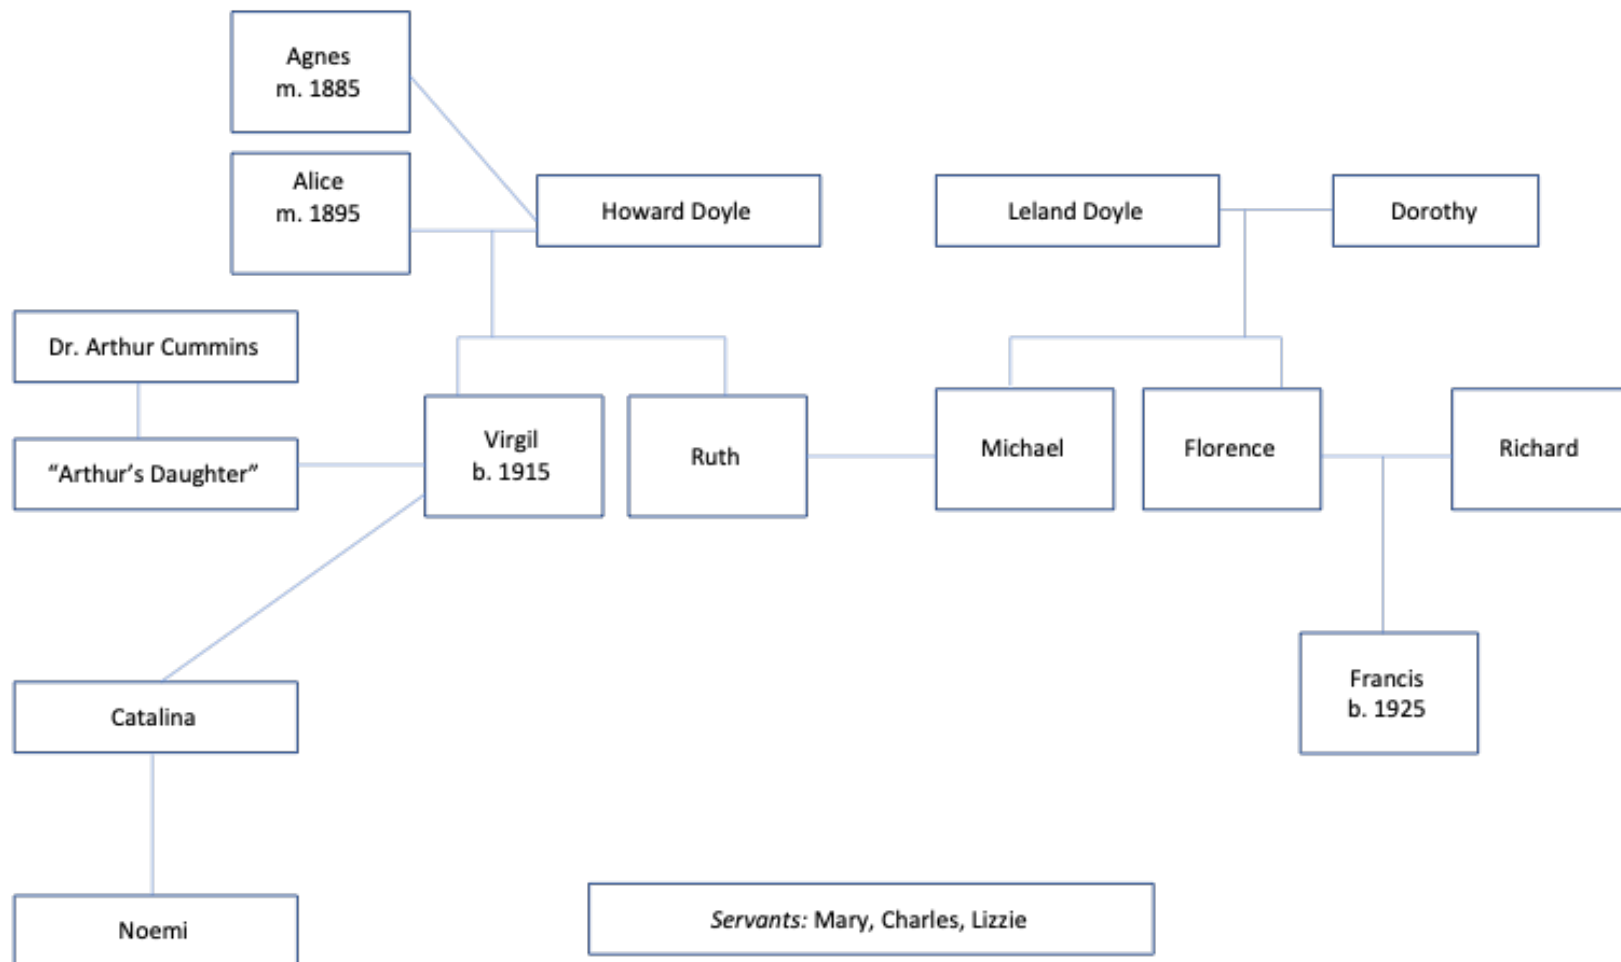 Agnes
m. 1885
Alice
m. 1895
Howard Doyle
Leland Doyle
Dorothy
Dr. Arthur Cummins
“Arthur’s Daughter”
Virgil
b. 1915
Ruth
Michael
Florence
Richard
Catalina
Francis
b. 1925
Noemi
Servants: Mary, Charles, Lizzie